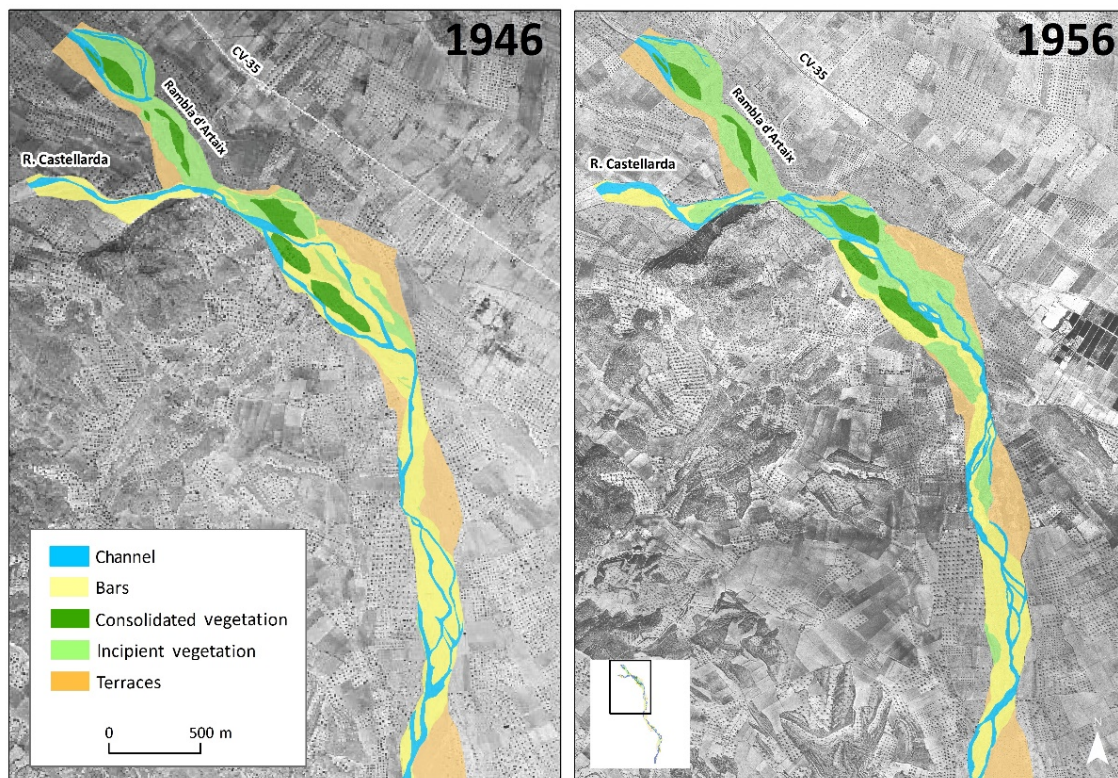 1946
CV-35
Rambla d'Artaix
R. Castellarda
Channel
Bars
Consolidated vegetation
Incipient vegetation
Terraces
0 500 m
1956
CV-35
Rambla d'Artaix
R. Castellarda
N